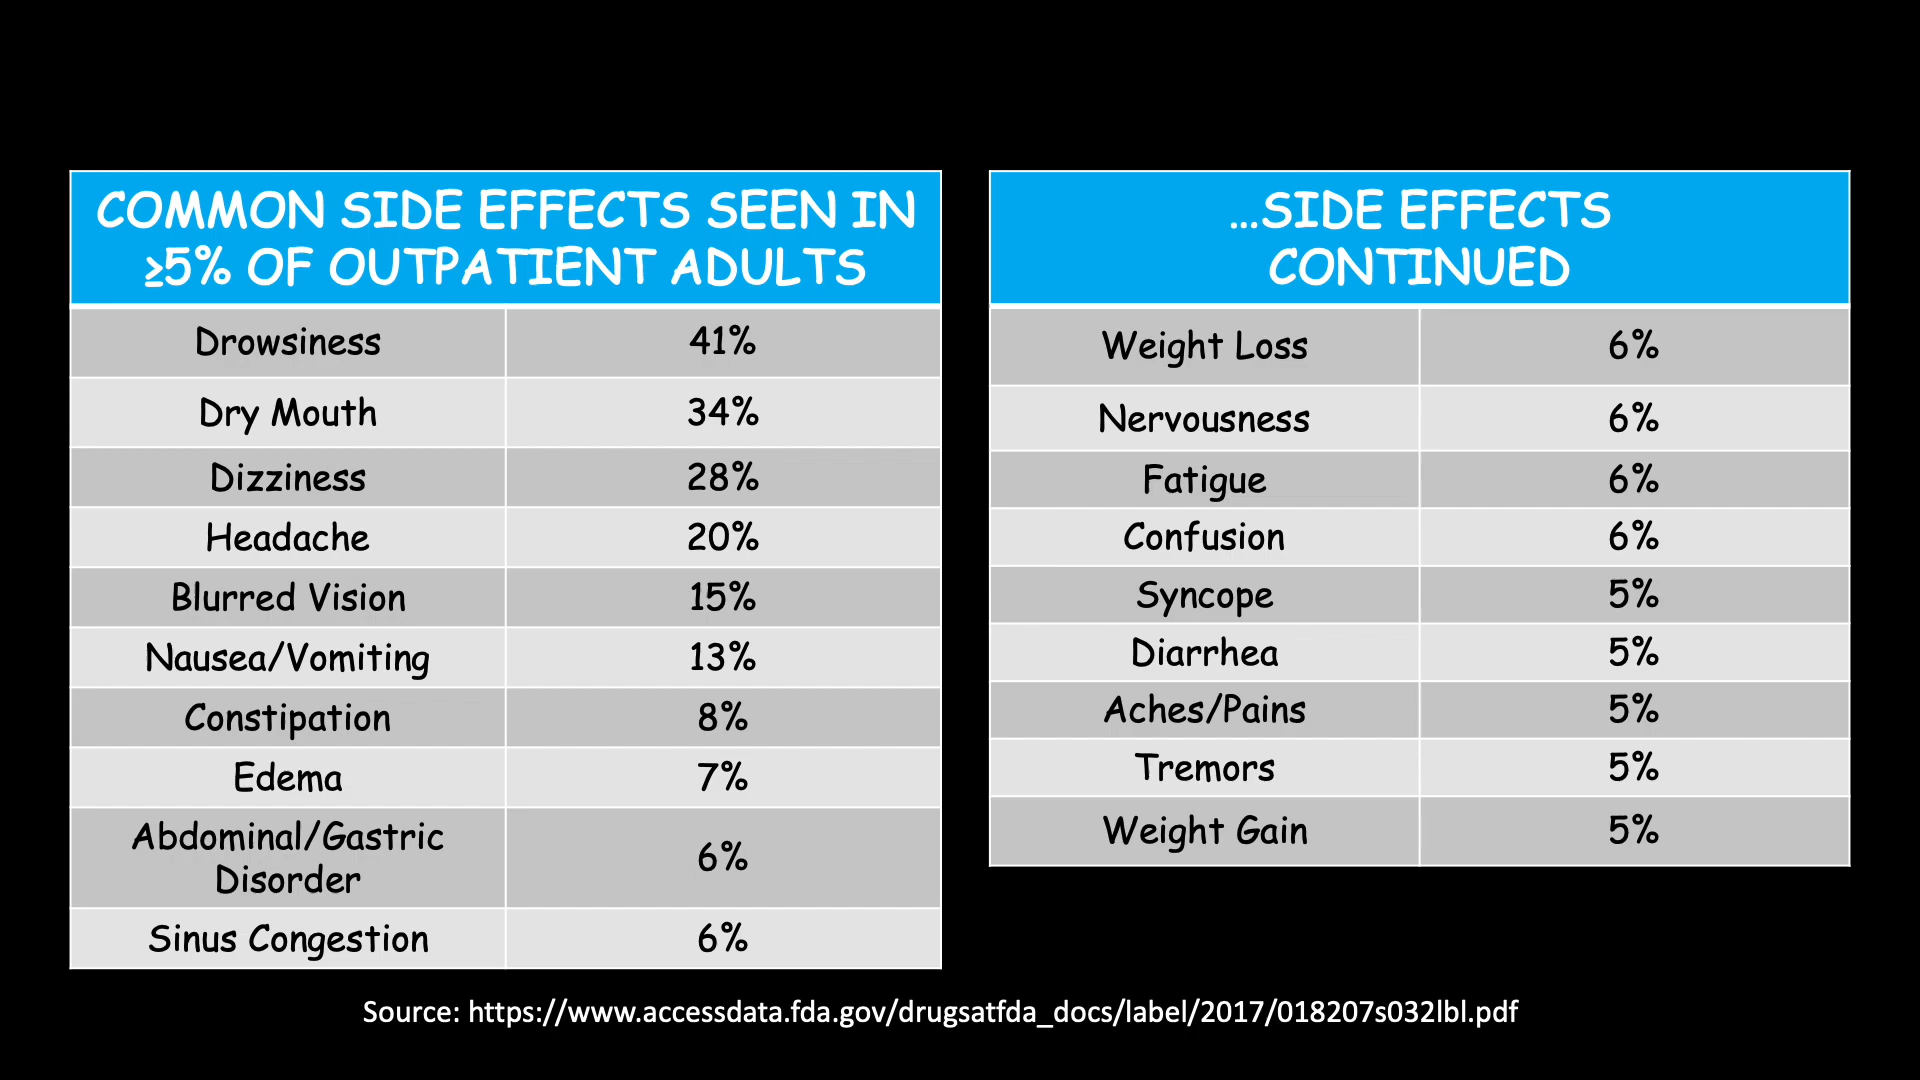 COMMON SIDE EFFECTS SEEN IN
≥5% OF OUTPATIENT ADULTS
Drowsiness 41%
Dry Mouth 34%
Dizziness 28%
Headache 20%
Blurred Vision 15%
Nausea/Vomiting 13%
Constipation 8%
Edema 7%
Abdominal/Gastric
Disorder 6%
Sinus Congestion 6%
...SIDE EFFECTS
CONTINUED
Weight Loss 6%
Nervousness 6%
Fatigue 6%
Confusion 6%
Syncope 5%
Diarrhea 5%
Aches/Pains 5%
Tremors 5%
Weight Gain 5%
Source: https://www.accessdata.fda.gov/drugsatfda_docs/label/2017/018207s032lbl.pdf